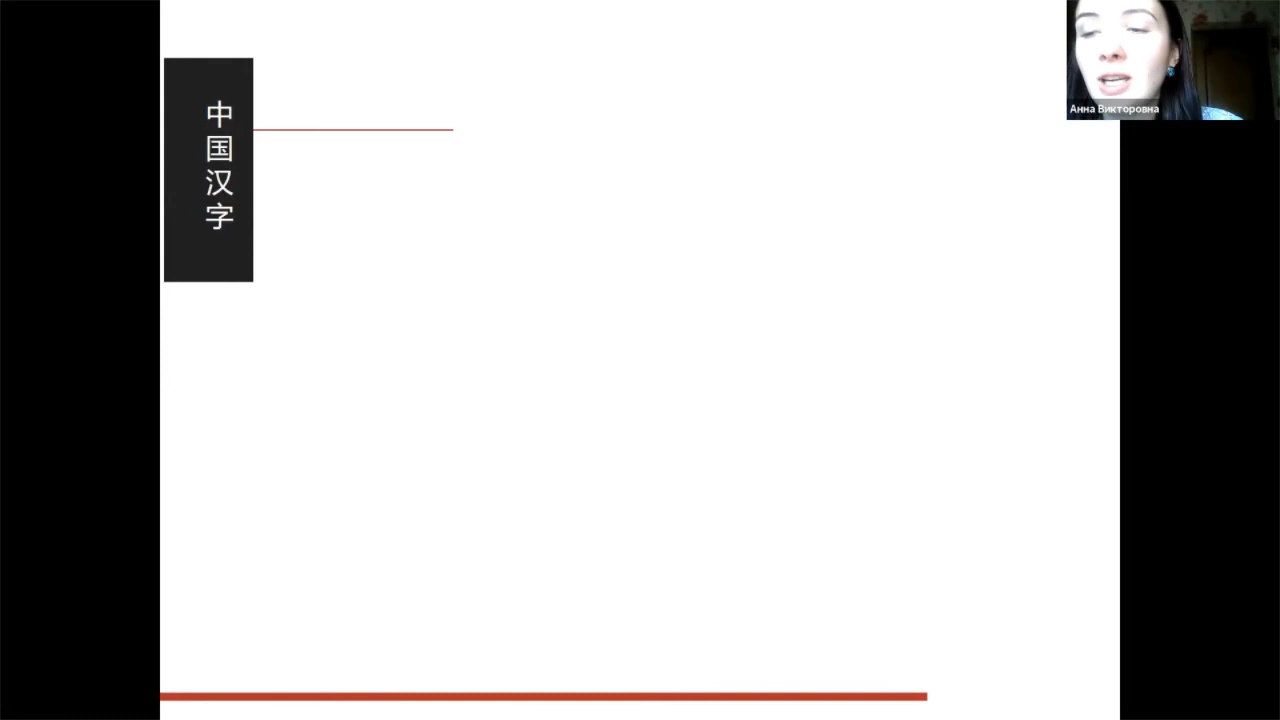 中国汉字
Анна Викторовна